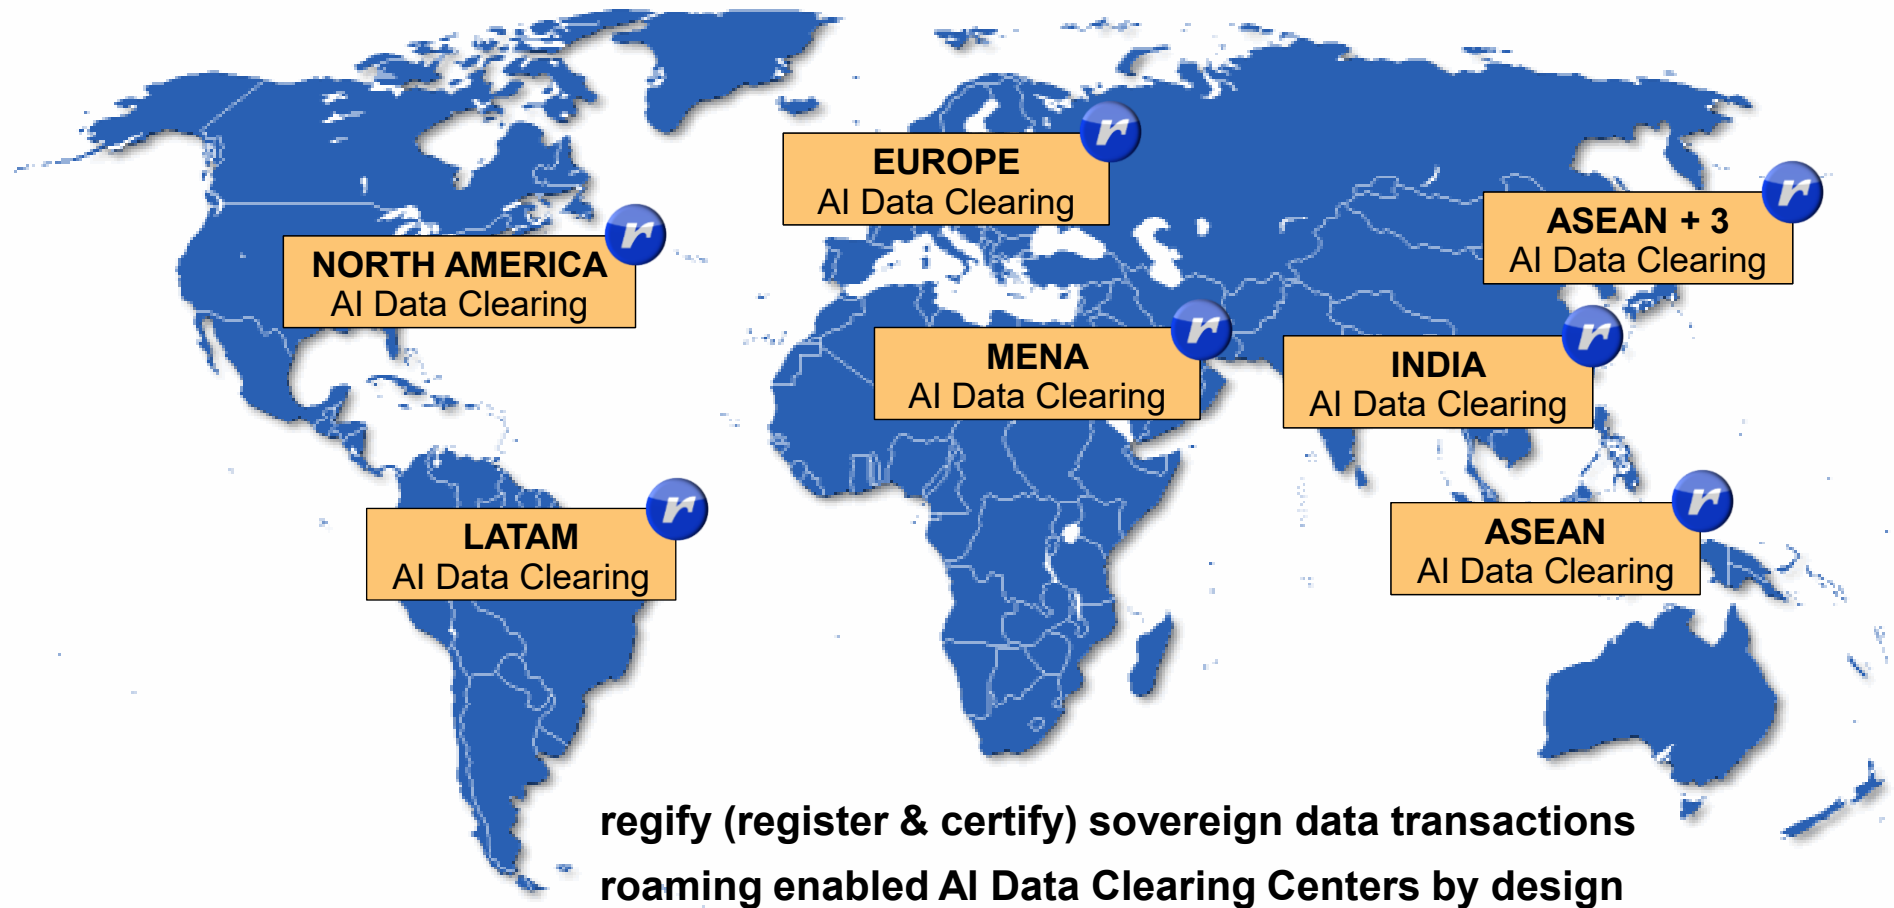 EUROPE
AI Data Clearing
r
ASEAN + 3
AI Data Clearing
r
NORTH AMERICA
AI Data Clearing
r
MENA
AI Data Clearing
r
INDIA
AI Data Clearing
r
LATAM
AI Data Clearing
r
ASEAN
AI Data Clearing
r
regify (register & certify) sovereign data transactions
roaming enabled AI Data Clearing Centers by design